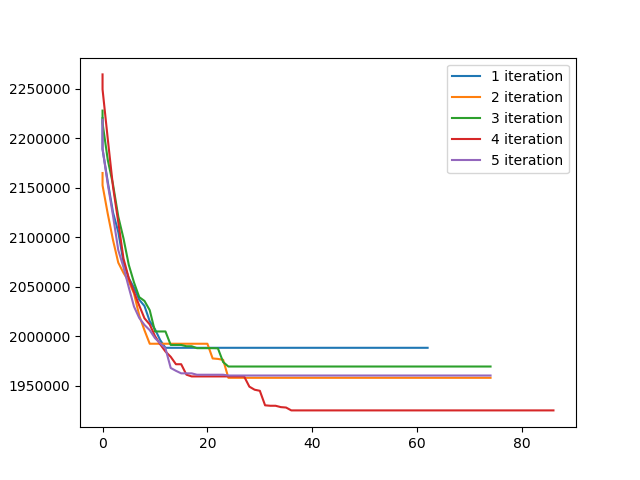 2250000
2200000
2150000
2100000
2050000
2000000
1950000
0 20 40 60 80
1 iteration
2 iteration
3 iteration
4 iteration
5 iteration